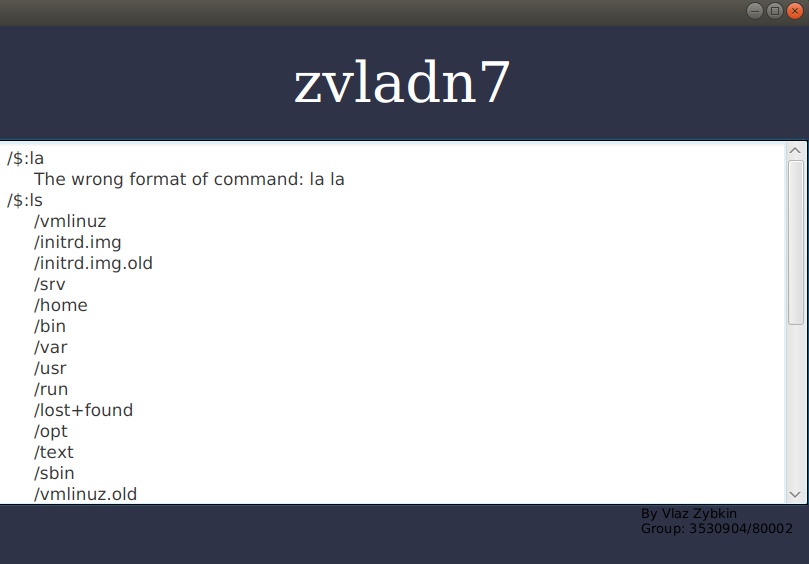 zvladn7
/$:la
The wrong format of command: la la
/$:ls
/vmlinuz
/initrd.img
/initrd.img.old
/srv
/home
/bin
/var
/usr
/run
/lost+found
/opt
/text
/sbin
/vmlinuz.old
By Vlaz Zybkin
Group: 3530904/80002